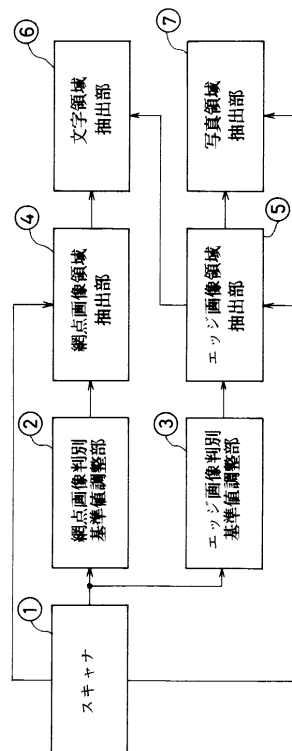 ①
スキャナ
②
網点画像判別
基準値調整部
③
エッジ画像判別
基準値調整部
④
網点画像領域
抽出部
⑤
エッジ画像領域
抽出部
⑥
文字領域
抽出部
⑦
写真領域
抽出部